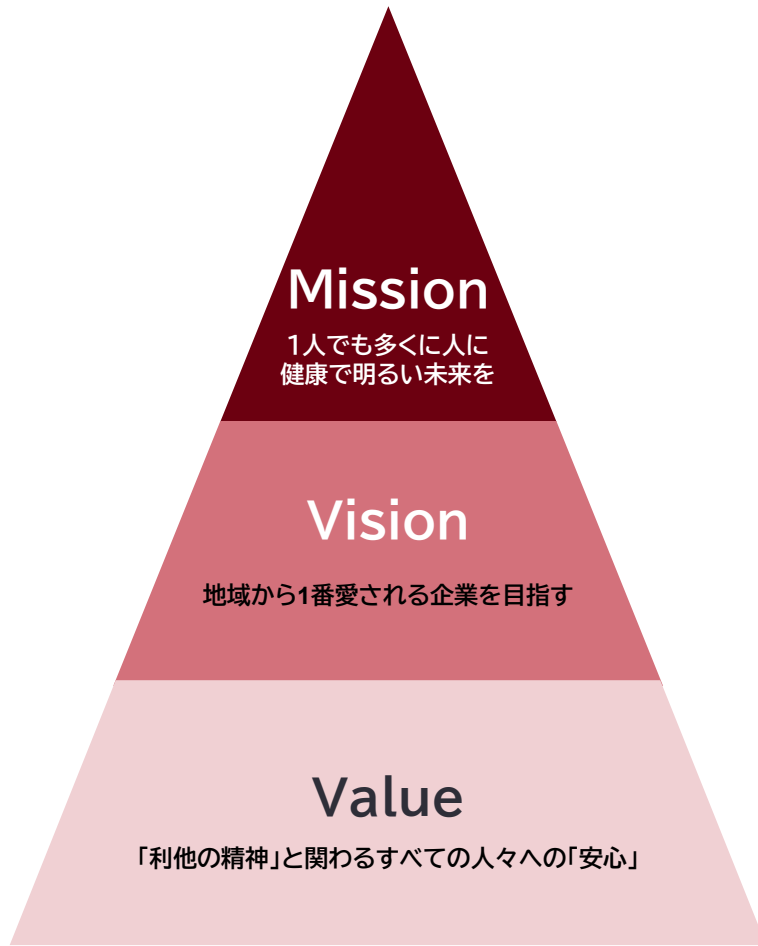 Mission
1人でも多くに人に
健康で明るい未来を
Vision
地域から1番愛される企業を目指す
Value
「利他の精神」と関わるすべての人々への「安心」